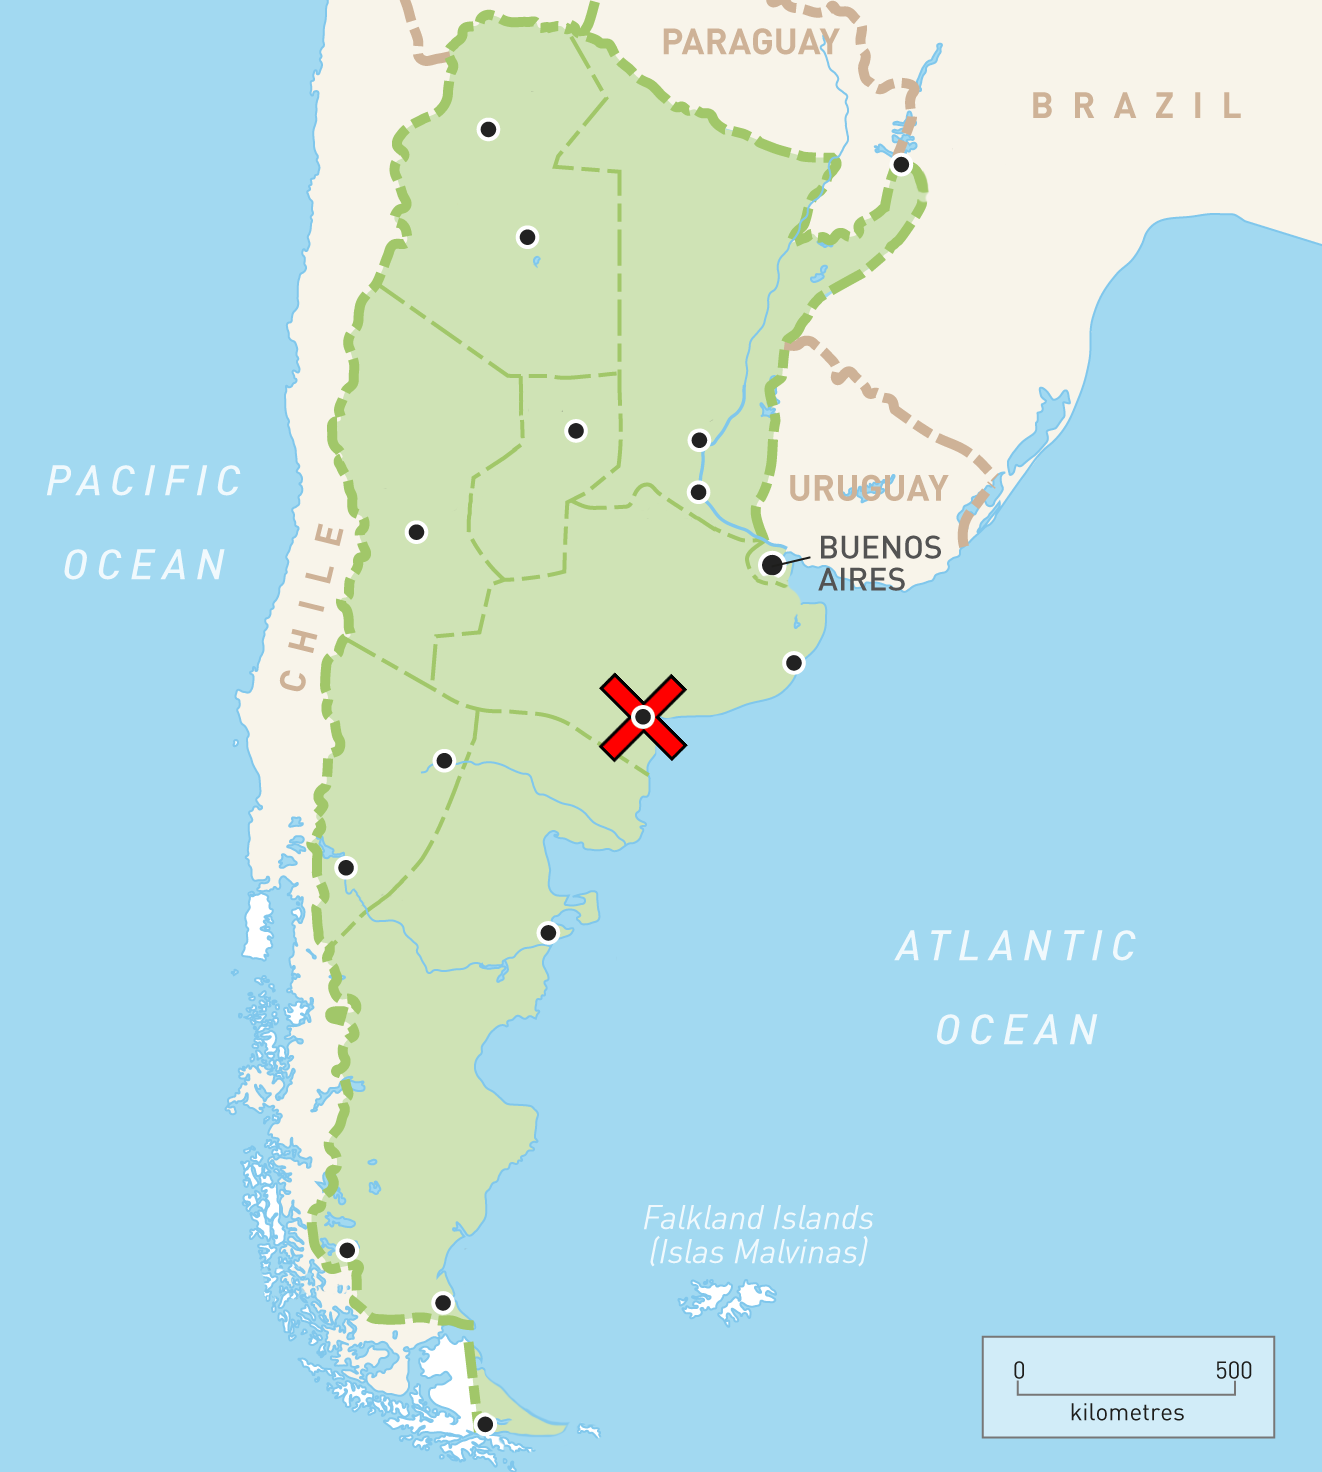 PARAGUAY
BRAZIL
PACIFIC
OCEAN
CHILE
URUGUAY
BUENOS
AIRES
ATLANTIC
OCEAN
Falkland Islands
(Islas Malvinas)
0 500
kilometres